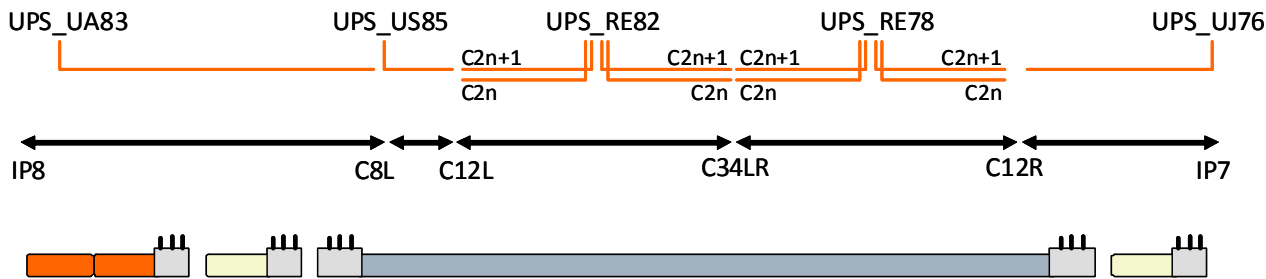 UPS_UA83 UPS_US85 UPS_RE82 UPS_RE78 UPS_UJ76
C2n+1 C2n+1 C2n+1 C2n+1
C2n C2n C2n C2n
IP8 C8L C12L C34LR C12R IP7